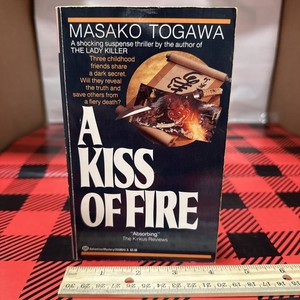 MASAKO TOGAWA
A shocking suspense thriller by the author of
THE LADY KILLER
Three childhood
friends share
a dark secret.
Will they reveal
the truth and
save others from
a fiery death?
A
KISS
OF FIRE
"Absorbing."
The Kirkus Reviews